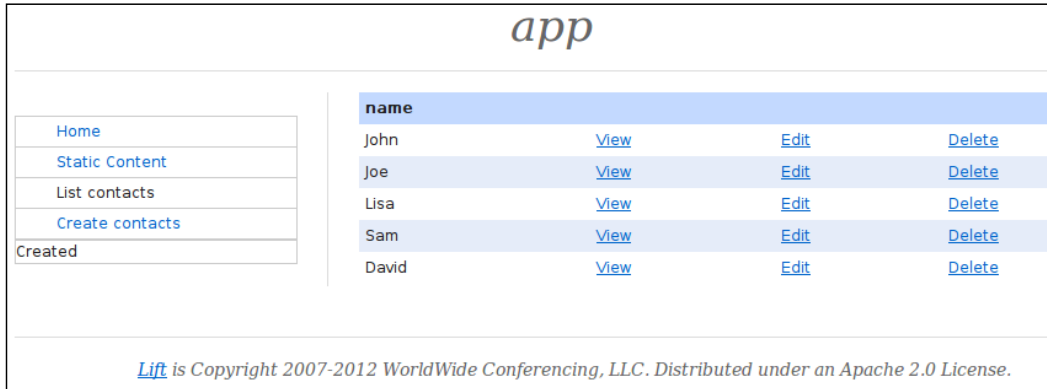 app
Home
Static Content
List contacts
Create contacts
Created
name
John View Edit Delete
Joe View Edit Delete
Lisa View Edit Delete
Sam View Edit Delete
David View Edit Delete
Lift is Copyright 2007-2012 WorldWide Conferencing, LLC. Distributed under an Apache 2.0 License.